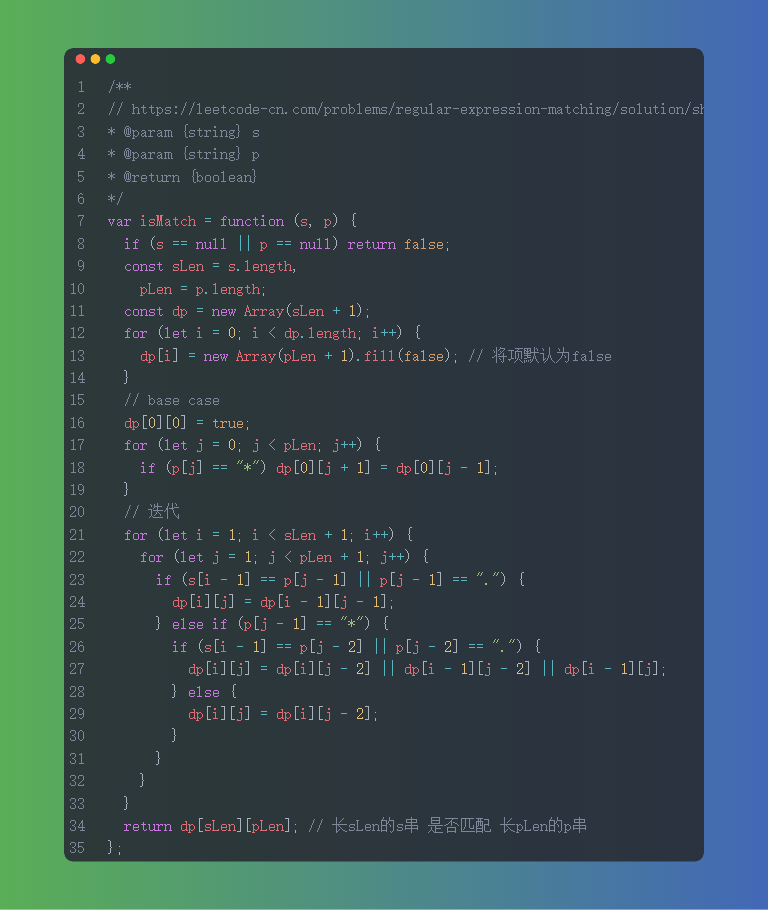 1 /**
2 // https://leetcode-cn.com/problems/regular-expression-matching/solution/sh
3 * @param {string} s
4 * @param {string} p
5 * @return {boolean}
6 */
7 var isMatch = function (s, p) {
8 if (s == null || p == null) return false;
9 const sLen = s.length,
10 pLen = p.length;
11 const dp = new Array(sLen + 1);
12 for (let i = 0; i < dp.length; i++) {
13 dp[i] = new Array(pLen + 1).fill(false); // 将项默认为false
14 }
15 // base case
16 dp[0][0] = true;
17 for (let j = 0; j < pLen; j++) {
18 if (p[j] == "*") dp[0][j + 1] = dp[0][j - 1];
19 }
20 // 迭代
21 for (let i = 1; i < sLen + 1; i++) {
22 for (let j = 1; j < pLen + 1; j++) {
23 if (s[i - 1] == p[j - 1] || p[j - 1] == ".") {
24 dp[i][j] = dp[i - 1][j - 1];
25 } else if (p[j - 1] == "*") {
26 if (s[i - 1] == p[j - 2] || p[j - 2] == ".") {
27 dp[i][j] = dp[i][j - 2] || dp[i - 1][j - 2] || dp[i - 1][j];
28 } else {
29 dp[i][j] = dp[i][j - 2];
30 }
31 }
32 }
33 }
34 return dp[sLen][pLen]; // 长sLen的s串 是否匹配 长pLen的p串
35 };